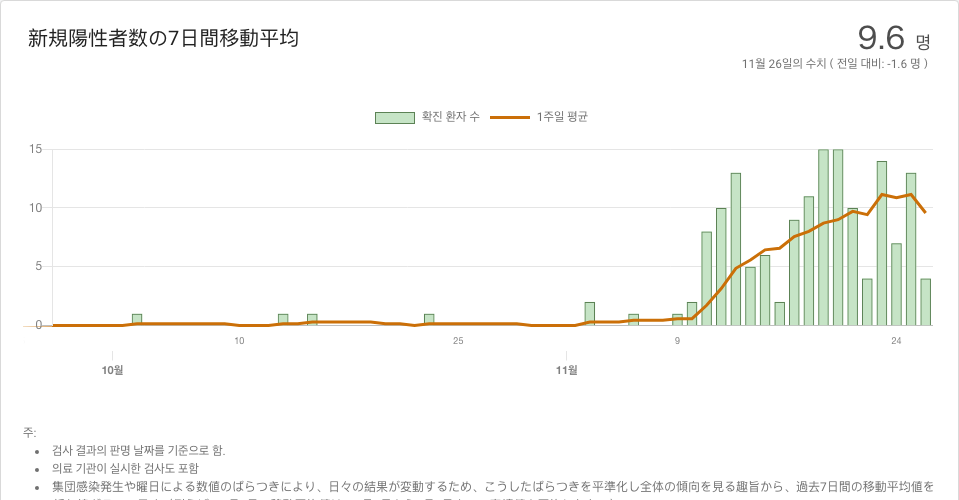 新規陽性者数の7日間移動平均
9.6 명
11월 26일의 수치 ( 전일 대비: -1.6 명 )
확진 환자 수 1주일 평균
15
10
5
0
10 25 9 24
10월 11월
주:
검사 결과의 판명 날짜를 기준으로 함.
의료 기관이 실시한 검사도 포함
集団感染発生や曜日による数値のばらつきにより、日々の結果が変動するため、こうしたばらつきを平準化し全体の傾向を見る趣旨から、過去7日間の移動平均値を